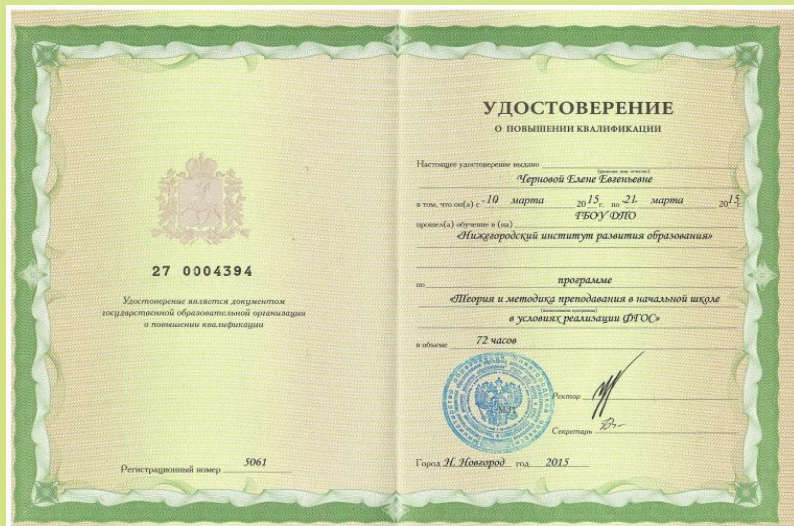 27 0004394
Удостоверение является документом
государственной образовательной организации
о повышении квалификации
Регистрационный номер 5061
УДОСТОВЕРЕНИЕ
О ПОВЫШЕНИИ КВАЛИФИКАЦИИ
Настоящее удостоверение выдано
(фамилия, имя, отчество)
Черновой Елене Евгеньевне
в том, что он(а) с 10 марта 2015 г. по 21 марта 2015 г.
прошел(а) обучение в (на) ГБОУ ДПО
«Нижегородский институт развития образования»
по программе
«Теория и методика преподавания в начальной школе
(наименование программы)
в условиях реализации ФГОС»
в объеме 72 часов
Ректор
Секретарь
Город Н. Новгород год 2015